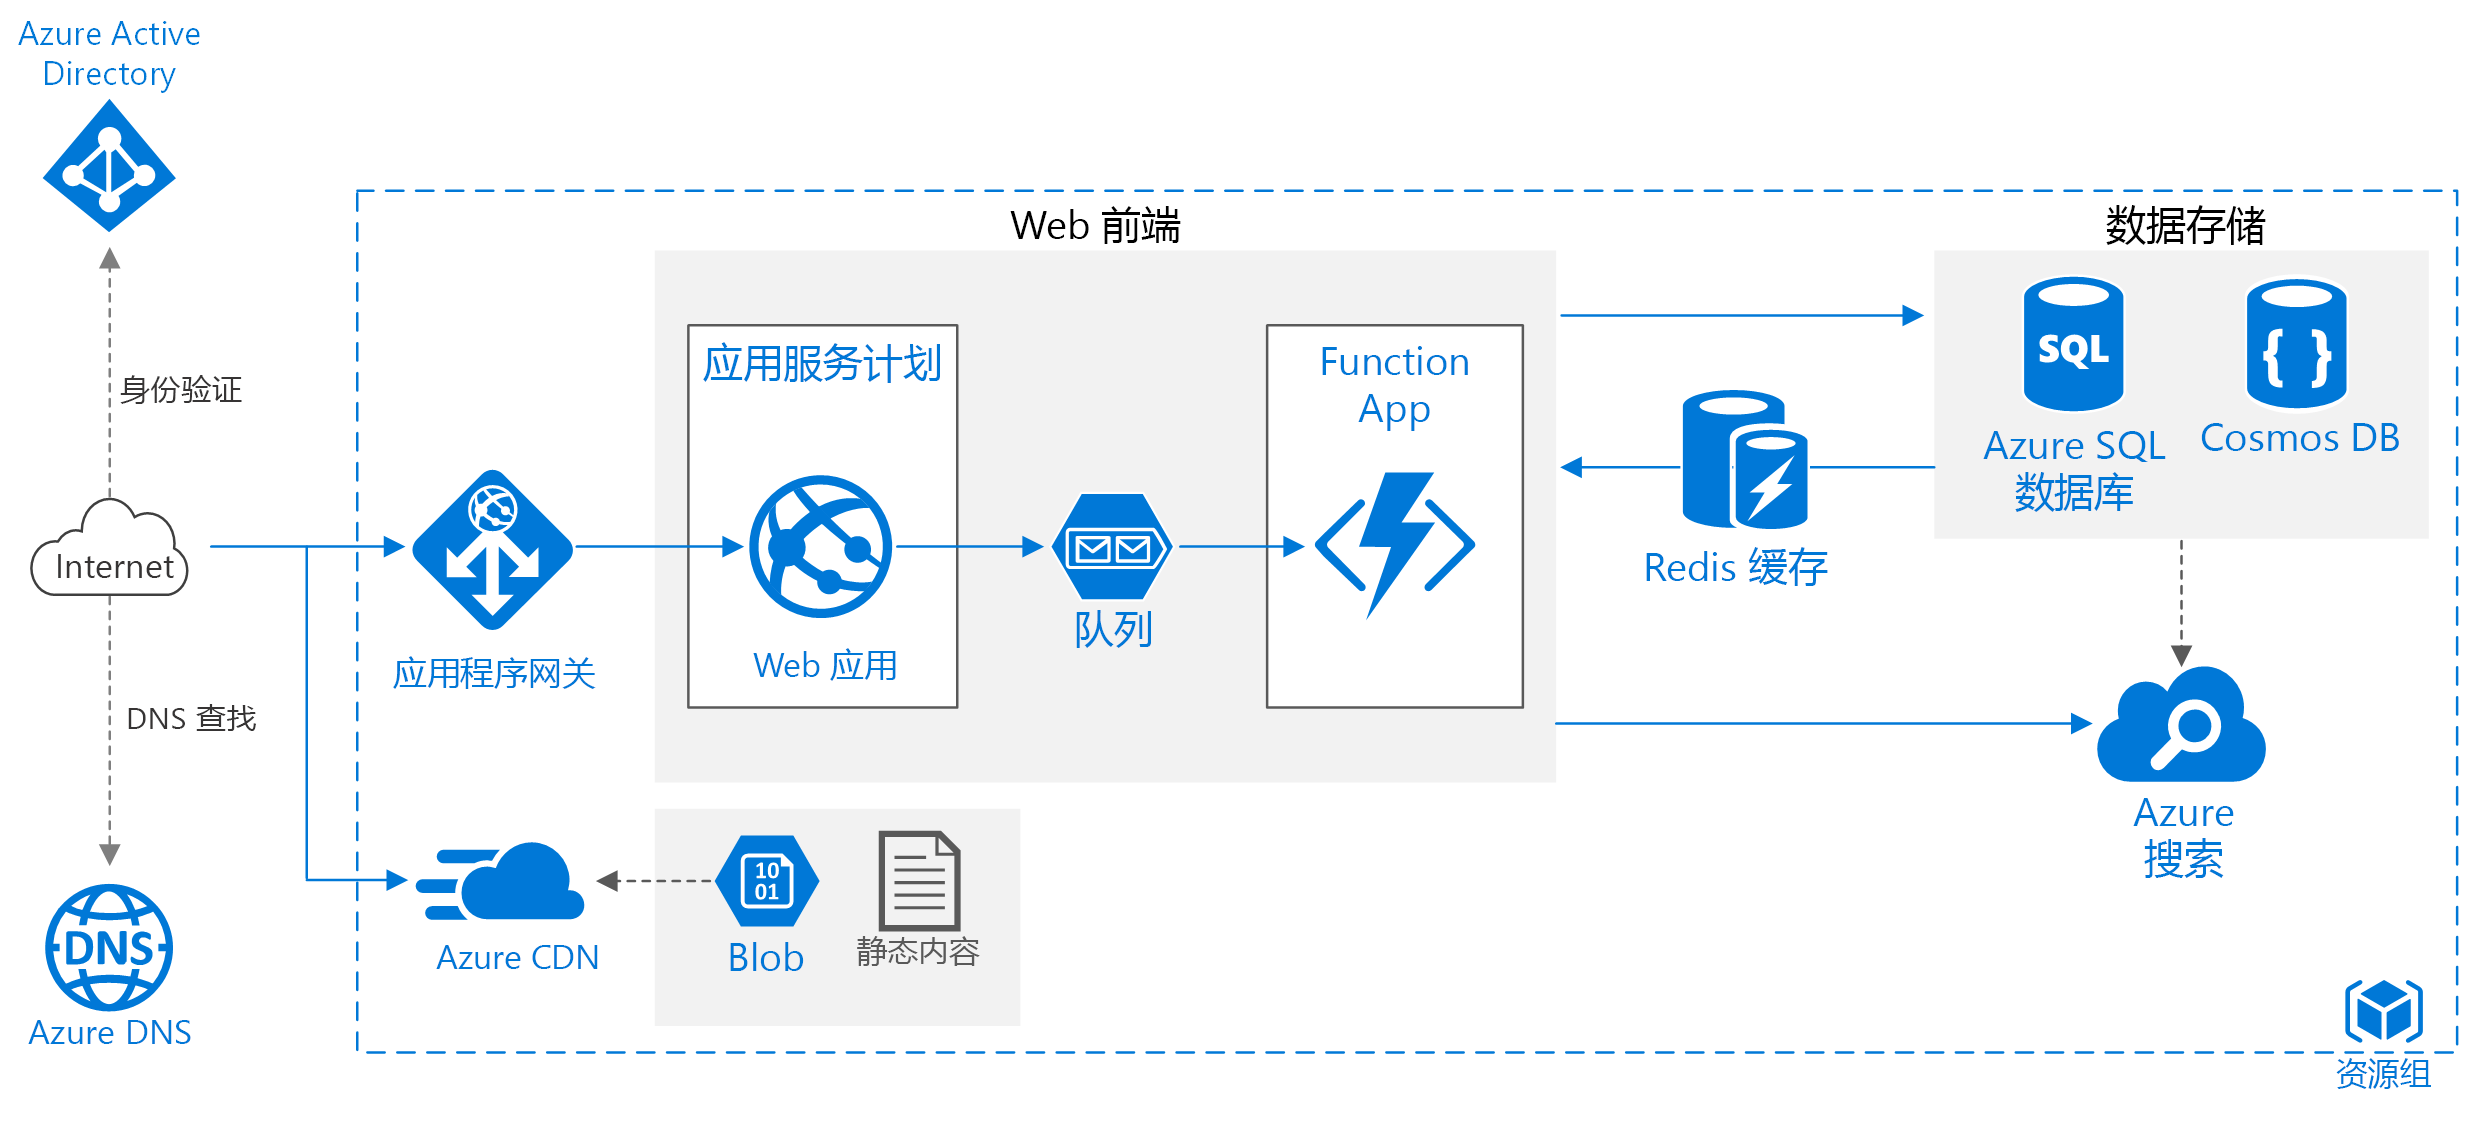 Azure Active
Directory
身份验证
Internet
DNS 查找
DNS
Azure DNS
应用程序网关
Azure CDN
Web 前端
应用服务计划
Web 应用
队列
Function
App
10
01
Blob
静态内容
Redis 缓存
数据存储
SQL
Azure SQL
数据库
{ }
Cosmos DB
Azure
搜索
资源组